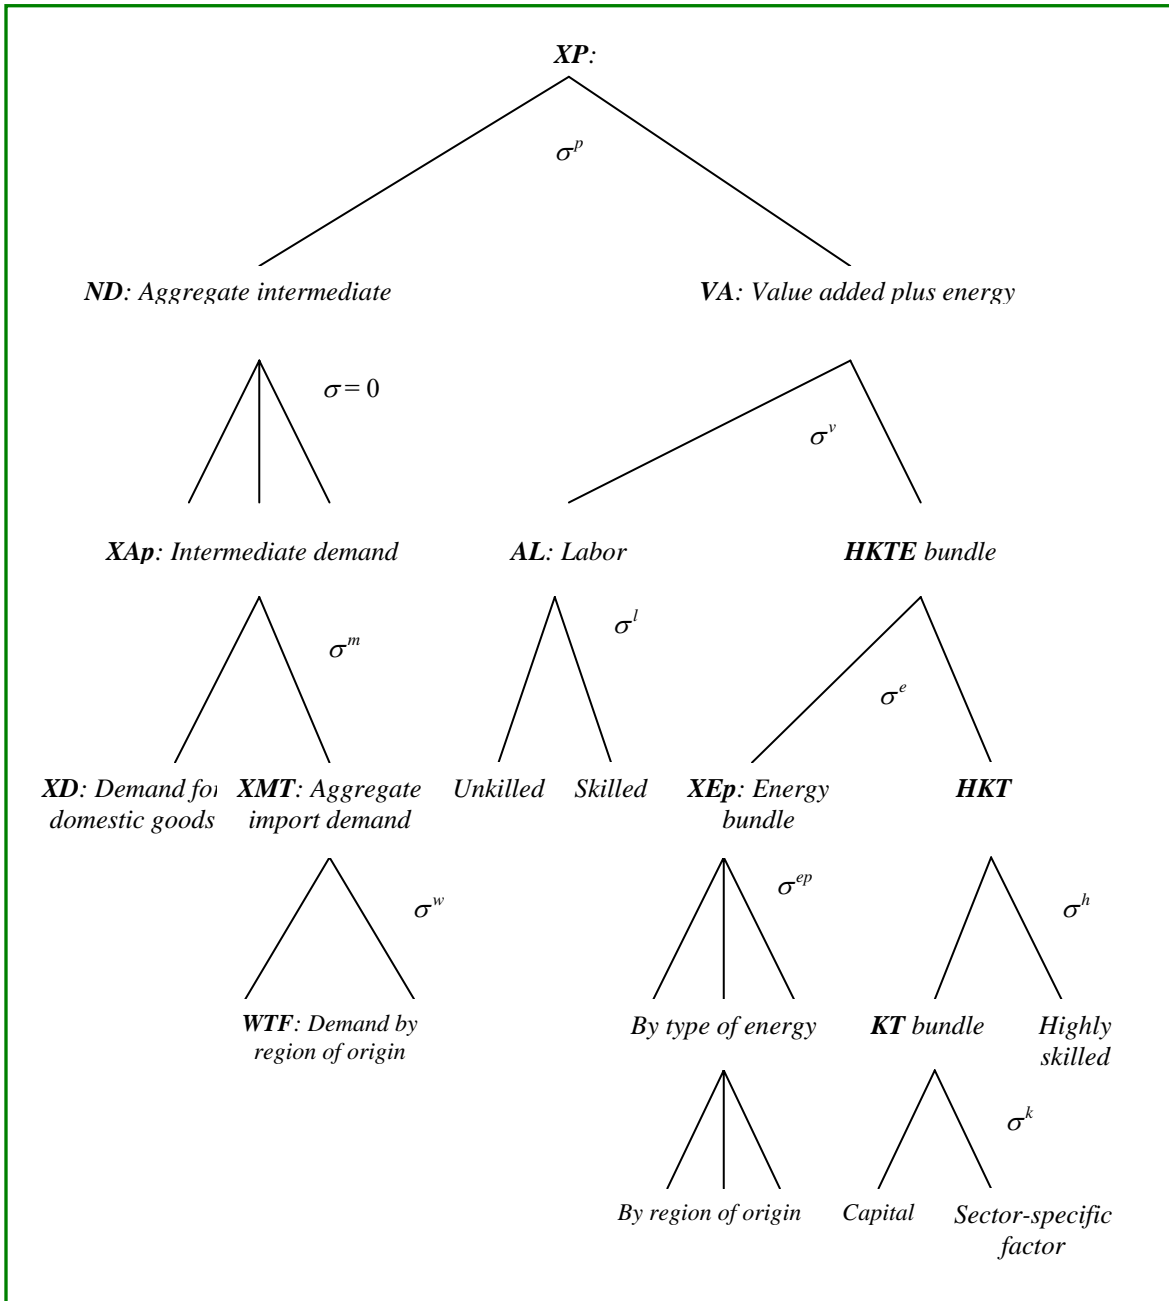 XP:
σ^p
ND: Aggregate intermediate
VA: Value added plus energy
σ = 0
σ^v
XAp: Intermediate demand
AL: Labor
HKTE bundle
σ^m
σ^l
σ^e
XD: Demand for
domestic goods
XMT: Aggregate
import demand
Unkilled
Skilled
XEp: Energy
bundle
HKT
σ^w
σ^ep
σ^h
WTF: Demand by
region of origin
By type of energy
KT bundle
Highly
skilled
σ^k
By region of origin
Capital
Sector-specific
factor